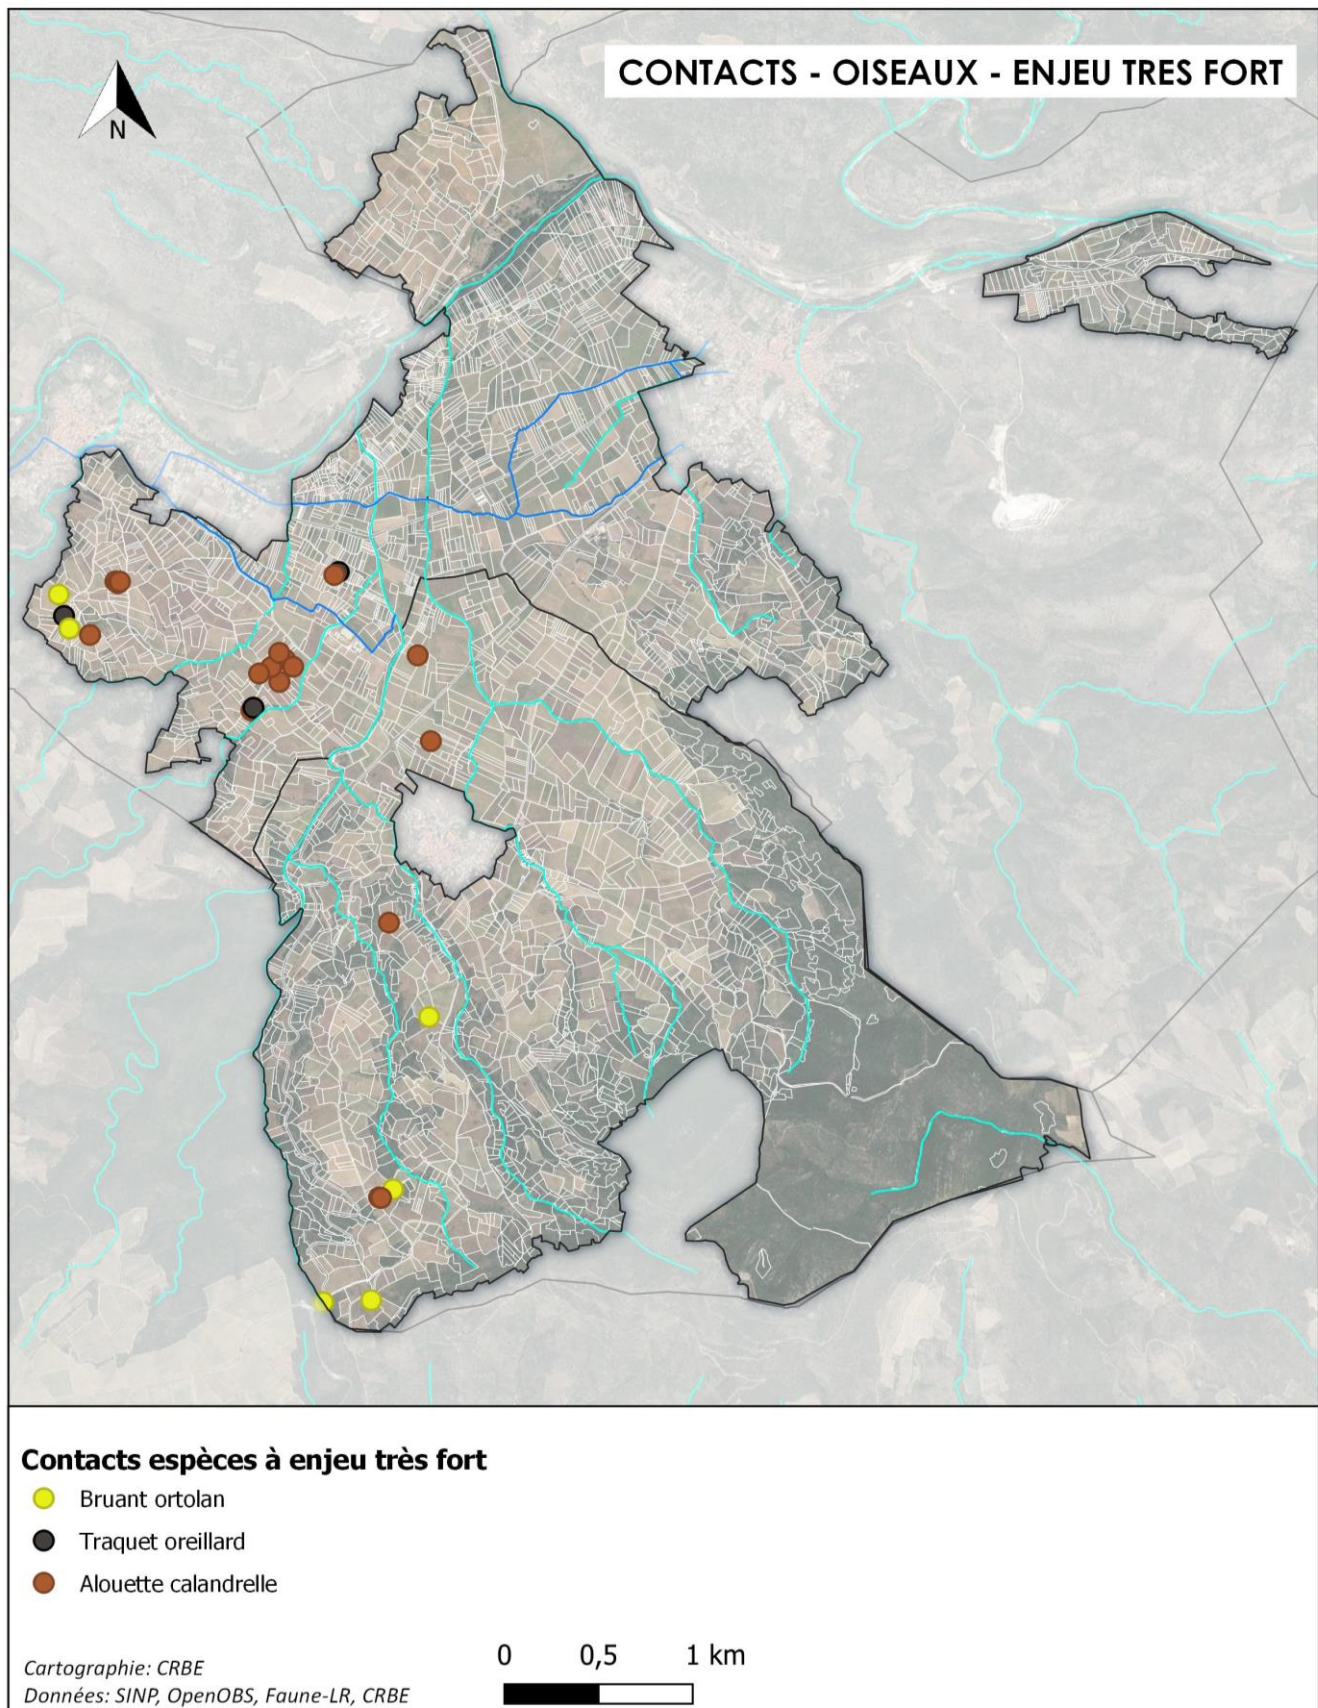 CONTACTS - OISEAUX - ENJEU TRES FORT
N
Contacts espèces à enjeu très fort
Bruant ortolan
Traquet oreillard
Alouette calandrelle
0 0,5 1 km
Cartographie: CRBE
Données: SINP, OpenOBS, Faune-LR, CRBE